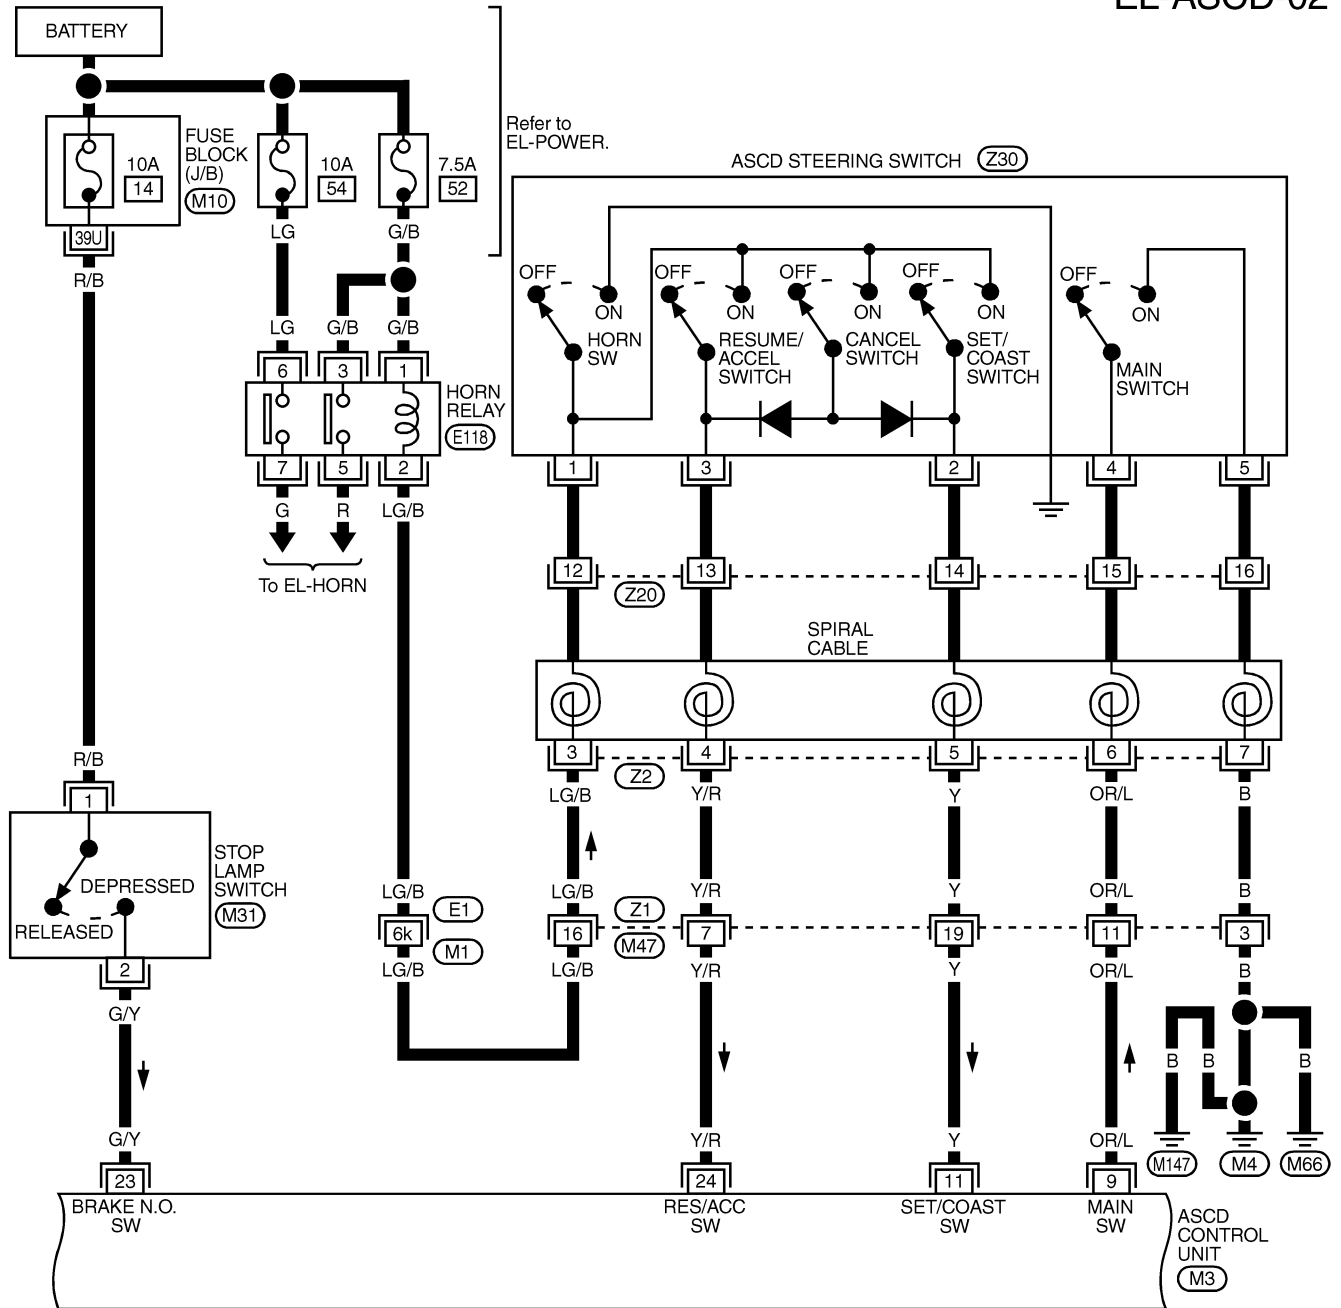 BATTERY
Refer to
EL-POWER.
FUSE
BLOCK
(J/B)
M10
10A
14
10A
54
7.5A
52
39U
R/B
LG
G/B
LG
G/B
G/B
6
3
1
HORN
RELAY
E118
7
5
2
G
R
LG/B
To EL-HORN
ASCD STEERING SWITCH
Z30
OFF
ON
HORN
SW
OFF
ON
RESUME/
ACCEL
SWITCH
OFF
ON
CANCEL
SWITCH
OFF
ON
SET/
COAST
SWITCH
OFF
ON
MAIN
SWITCH
1
3
2
4
5
12
13
14
15
16
Z20
SPIRAL
CABLE
3
4
5
6
7
Z2
LG/B
Y/R
Y
OR/L
B
R/B
1
STOP
LAMP
SWITCH
M31
DEPRESSED
RELEASED
2
G/Y
LG/B
LG/B
Y/R
Y
OR/L
B
E1
Z1
6k
16
7
19
11
3
M1
M47
LG/B
LG/B
Y/R
Y
OR/L
B
B
B
B
G/Y
Y/R
Y
OR/L
M147
M4
M66
23
24
11
9
BRAKE N.O.
SW
RES/ACC
SW
SET/COAST
SW
MAIN
SW
ASCD
CONTROL
UNIT
M3